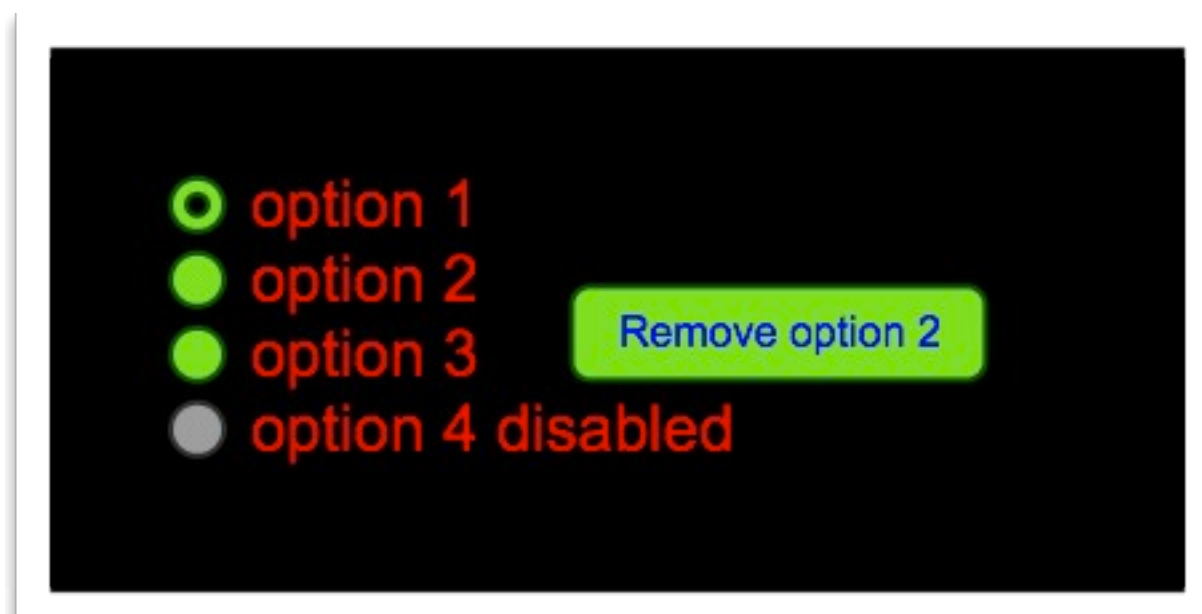 option 1
option 2
option 3
Remove option 2
option 4 disabled